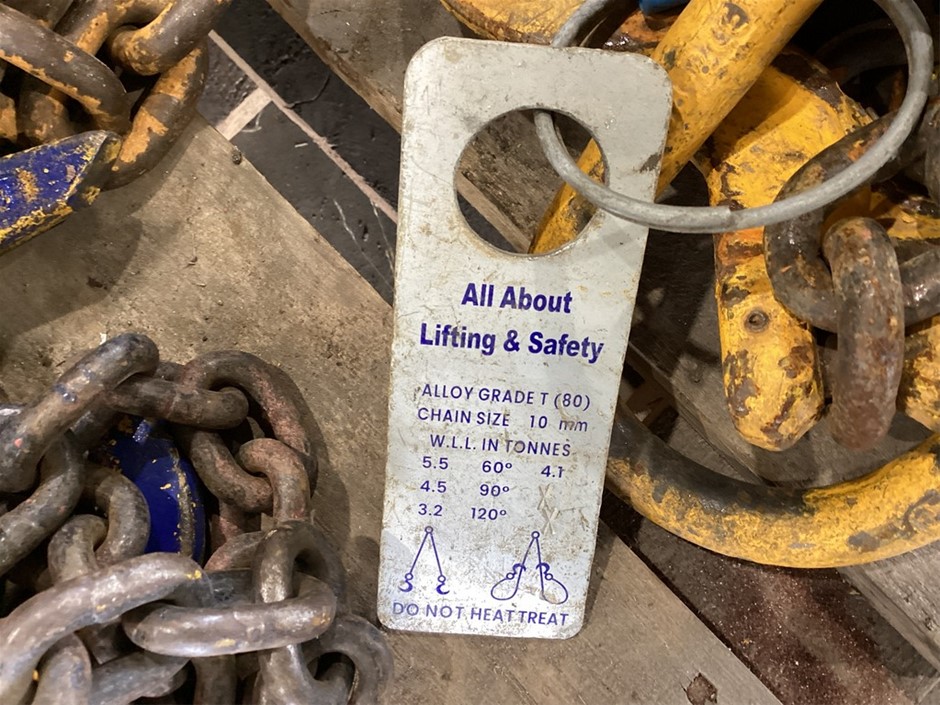 All About
Lifting & Safety
ALLOY GRADE T (80)
CHAIN SIZE 10 mm
W.L.L. IN TONNES
5.5 60° 4.1
4.5 90°
3.2 120°
DO NOT HEAT TREAT